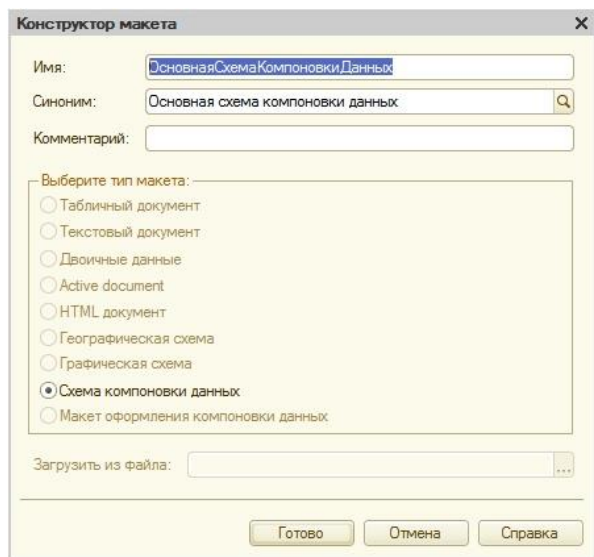 Конструктор макета
Имя: ОсновнаяСхемаКомпоновкиДанных
Синоним: Основная схема компоновки данных
Комментарий:
Выберите тип макета:
Табличный документ
Текстовый документ
Двоичные данные
Active document
HTML документ
Географическая схема
Графическая схема
Схема компоновки данных
Макет оформления компоновки данных
Загрузить из файла: ...
Готово Отмена Справка